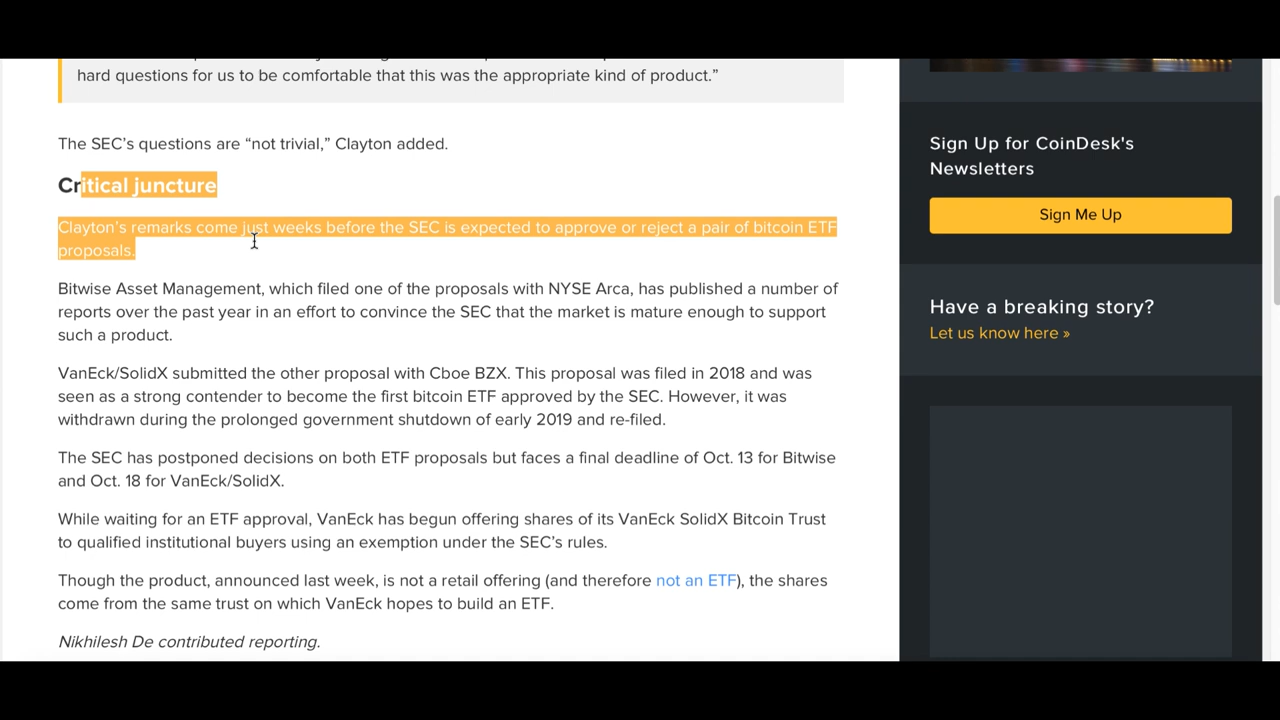 hard questions for us to be comfortable that this was the appropriate kind of product.”
The SEC’s questions are “not trivial,” Clayton added.
Critical juncture
Clayton’s remarks come just weeks before the SEC is expected to approve or reject a pair of bitcoin ETF
proposals.
Bitwise Asset Management, which filed one of the proposals with NYSE Arca, has published a number of
reports over the past year in an effort to convince the SEC that the market is mature enough to support
such a product.
VanEck/SolidX submitted the other proposal with Cboe BZX. This proposal was filed in 2018 and was
seen as a strong contender to become the first bitcoin ETF approved by the SEC. However, it was
withdrawn during the prolonged government shutdown of early 2019 and re-filed.
The SEC has postponed decisions on both ETF proposals but faces a final deadline of Oct. 13 for Bitwise
and Oct. 18 for VanEck/SolidX.
While waiting for an ETF approval, VanEck has begun offering shares of its VanEck SolidX Bitcoin Trust
to qualified institutional buyers using an exemption under the SEC’s rules.
Though the product, announced last week, is not a retail offering (and therefore not an ETF), the shares
come from the same trust on which VanEck hopes to build an ETF.
Nikhilesh De contributed reporting.
Sign Up for CoinDesk's
Newsletters
Sign Me Up
Have a breaking story?
Let us know here »